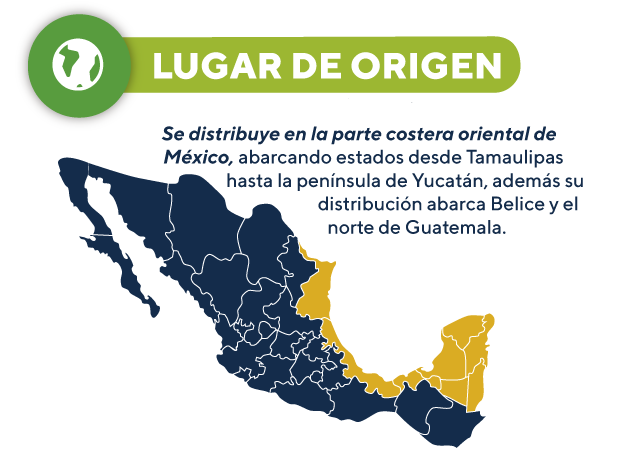 LUGAR DE ORIGEN
Se distribuye en la parte costera oriental de
México, abarcando estados desde Tamaulipas
hasta la península de Yucatán, además su
distribución abarca Belice y el
norte de Guatemala.